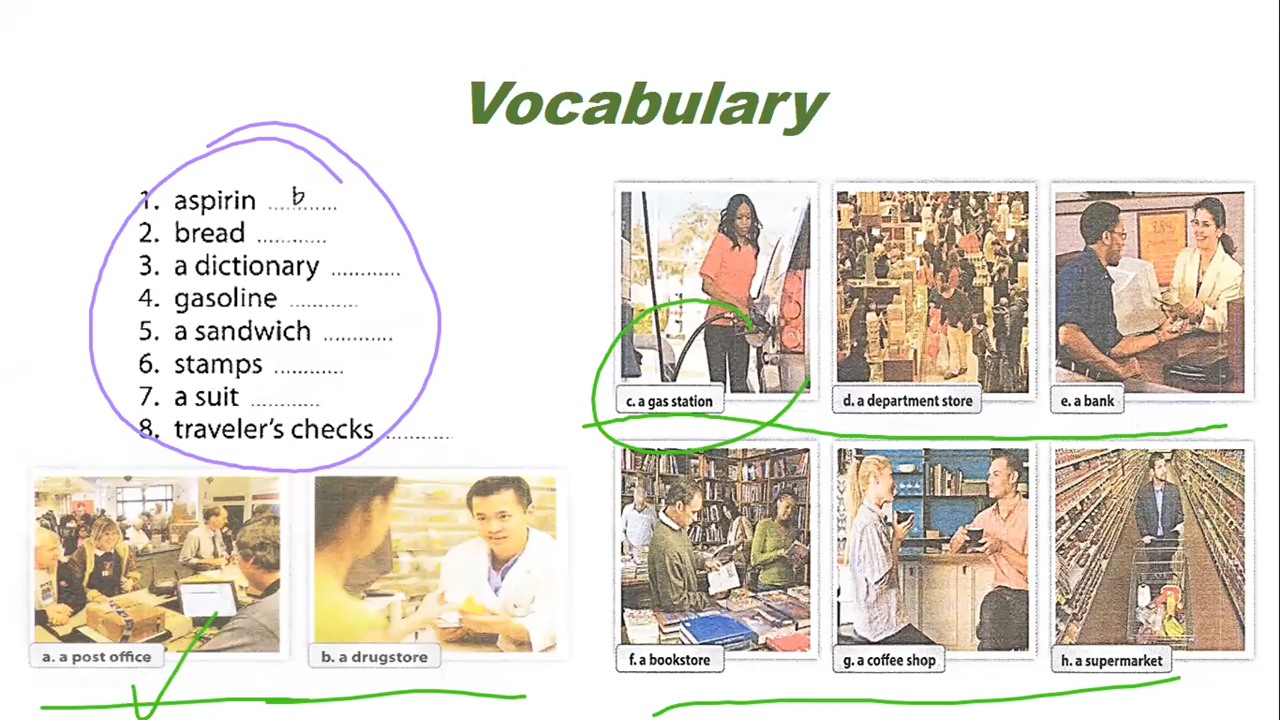 Vocabulary
1. aspirin ....b........
2. bread ............
3. a dictionary ............
4. gasoline ............
5. a sandwich ............
6. stamps ............
7. a suit ............
8. traveler's checks ............
c. a gas station
d. a department store
e. a bank
a. a post office
b. a drugstore
f. a bookstore
g. a coffee shop
h. a supermarket